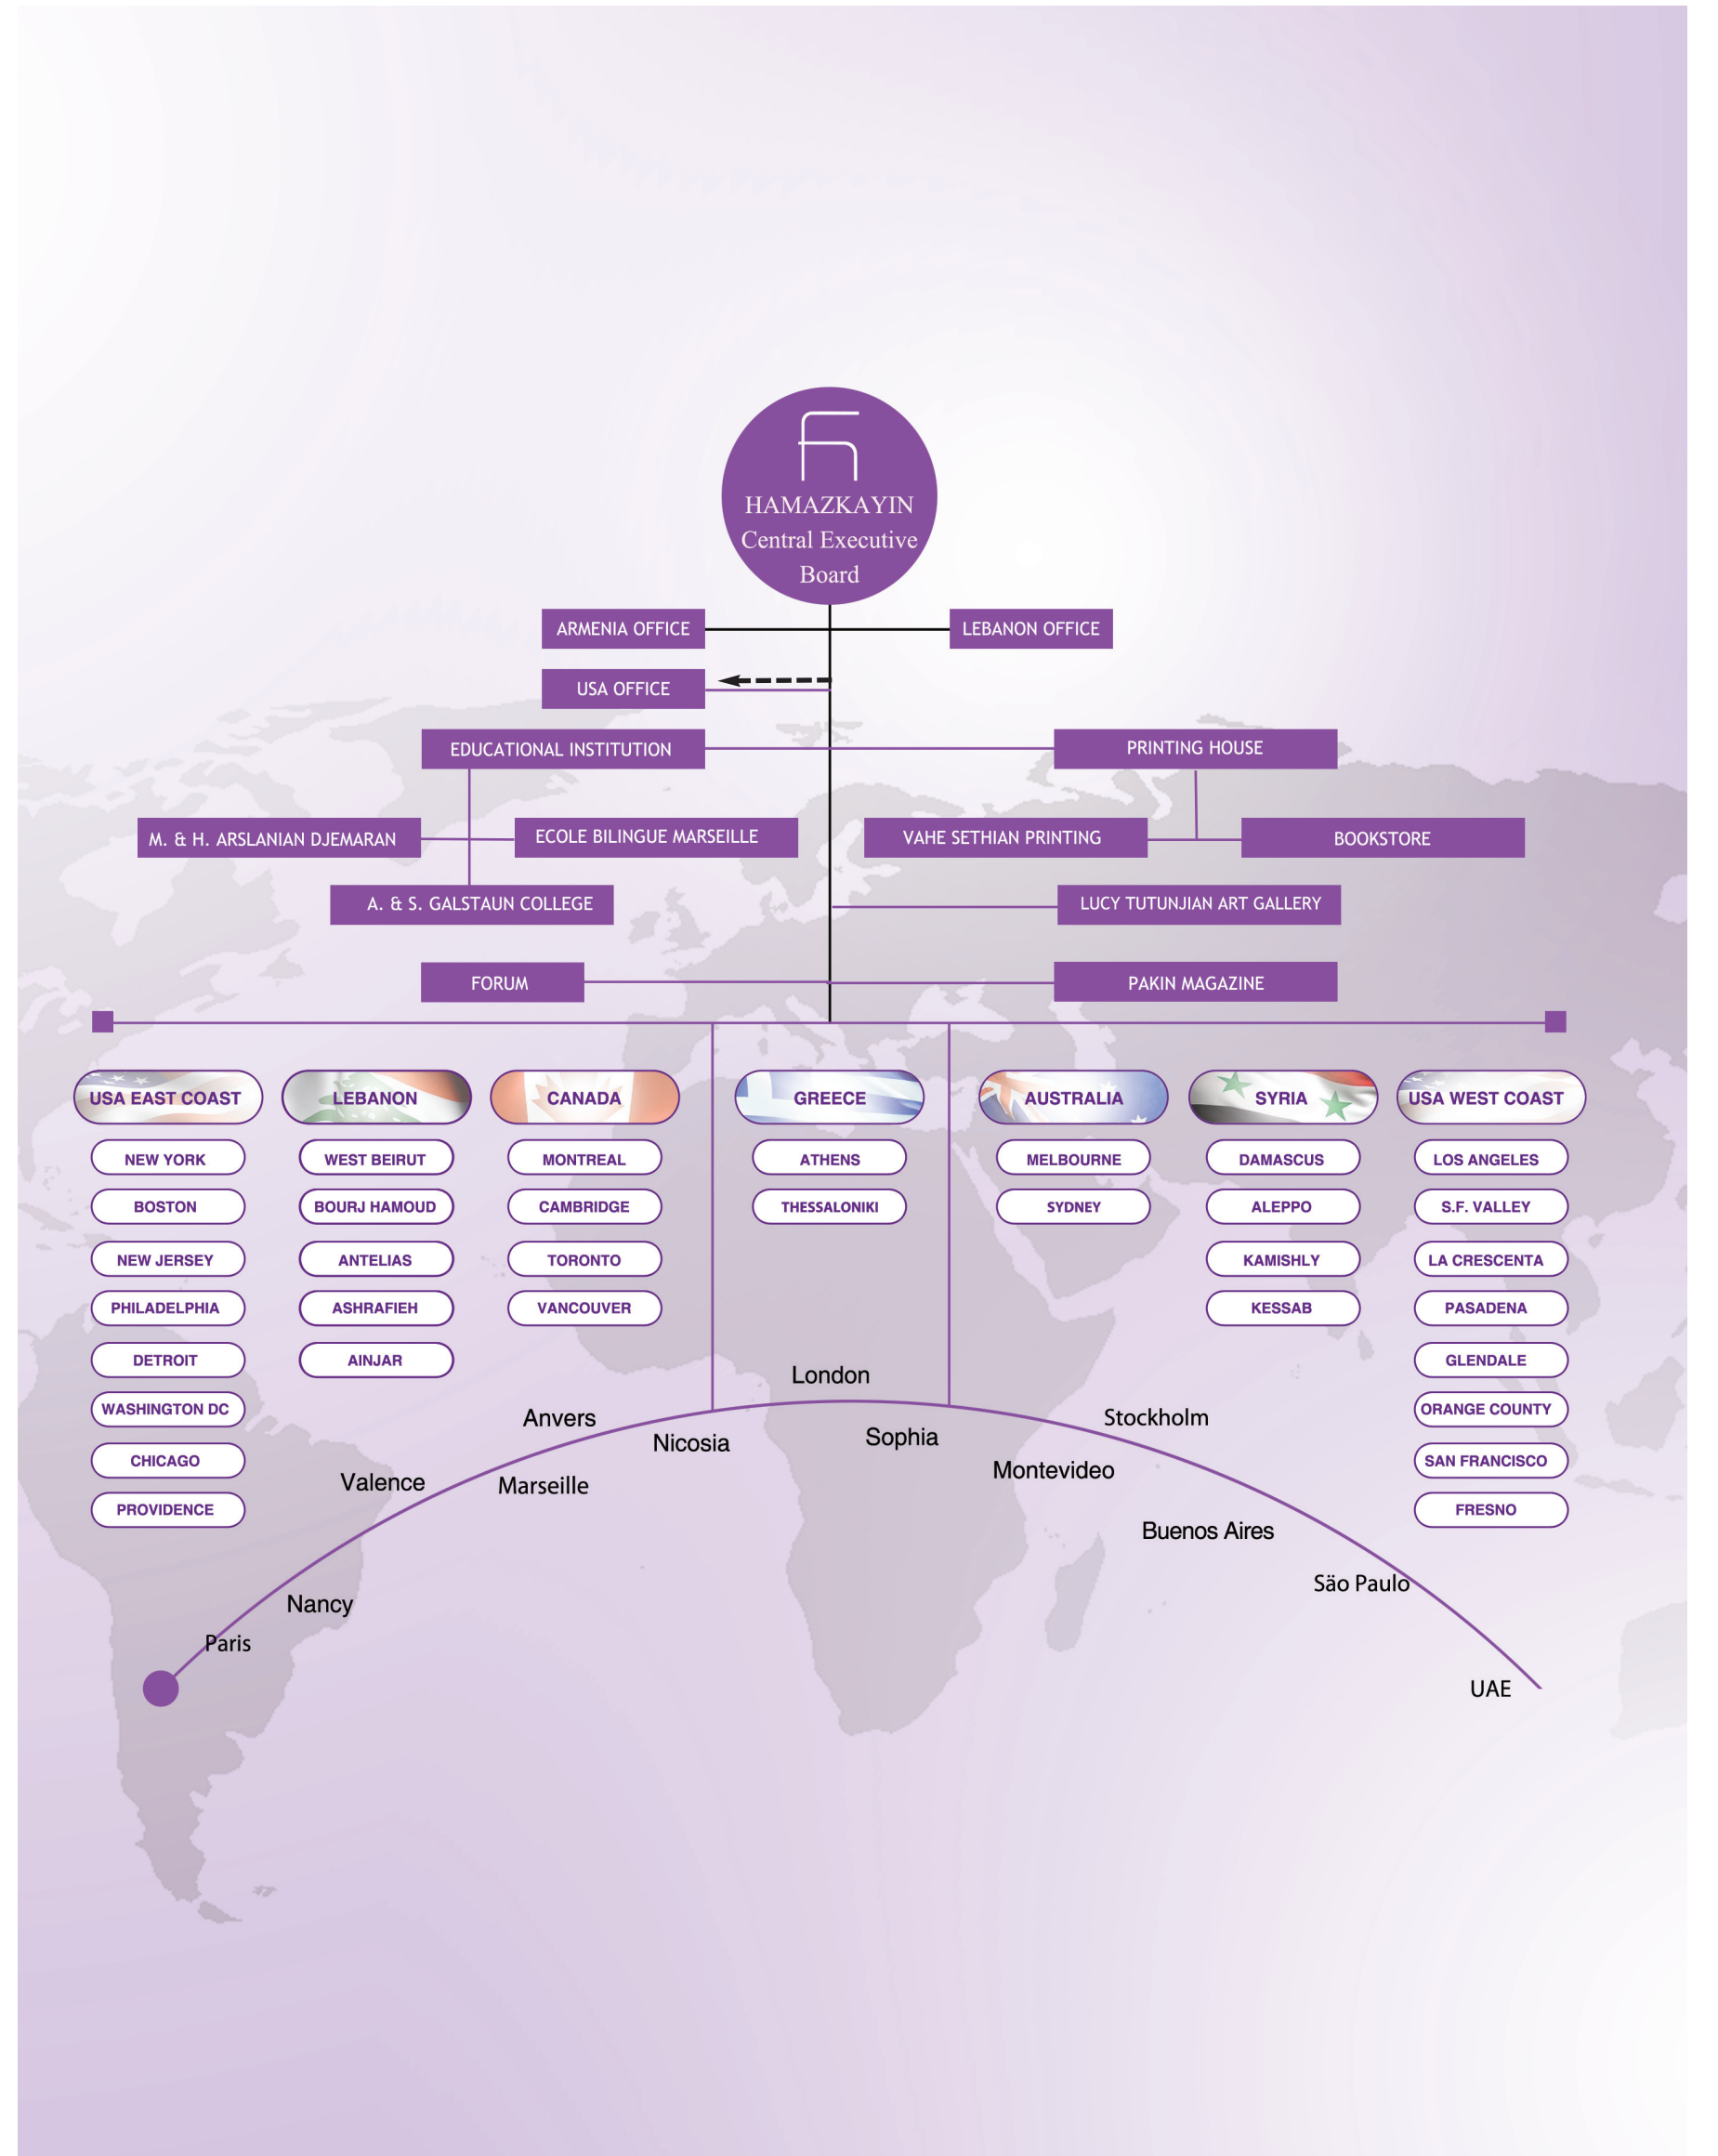 HAMAZKAYIN
Central Executive
Board
ARMENIA OFFICE
LEBANON OFFICE
USA OFFICE
EDUCATIONAL INSTITUTION
PRINTING HOUSE
M. & H. ARSLANIAN DJEMARAN
ECOLE BILINGUE MARSEILLE
VAHE SETHIAN PRINTING
BOOKSTORE
A. & S. GALSTAUN COLLEGE
LUCY TUTUNJIAN ART GALLERY
FORUM
PAKIN MAGAZINE
USA EAST COAST
NEW YORK
BOSTON
NEW JERSEY
PHILADELPHIA
DETROIT
WASHINGTON DC
CHICAGO
PROVIDENCE
LEBANON
WEST BEIRUT
BOURJ HAMOUD
ANTELIAS
ASHRAFIEH
AINJAR
CANADA
MONTREAL
CAMBRIDGE
TORONTO
VANCOUVER
GREECE
ATHENS
THESSALONIKI
AUSTRALIA
MELBOURNE
SYDNEY
SYRIA
DAMASCUS
ALEPPO
KAMISHLY
KESSAB
USA WEST COAST
LOS ANGELES
S.F. VALLEY
LA CRESCENTA
PASADENA
GLENDALE
ORANGE COUNTY
SAN FRANCISCO
FRESNO
Paris
Nancy
Valence
Marseille
Anvers
Nicosia
London
Sophia
Montevideo
Stockholm
Buenos Aires
Säo Paulo
UAE